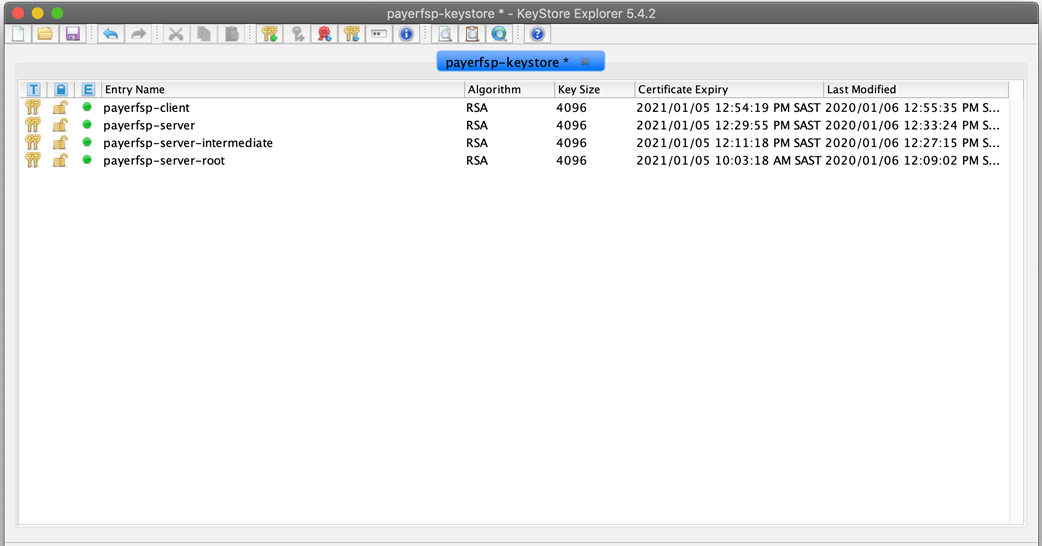 payerfsp-keystore * - KeyStore Explorer 5.4.2
payerfsp-keystore *
T E Entry Name Algorithm Key Size Certificate Expiry Last Modified
payerfsp-client RSA 4096 2021/01/05 12:54:19 PM SAST 2020/01/06 12:55:35 PM S...
payerfsp-server RSA 4096 2021/01/05 12:29:55 PM SAST 2020/01/06 12:33:24 PM S...
payerfsp-server-intermediate RSA 4096 2021/01/05 12:11:18 PM SAST 2020/01/06 12:27:15 PM S...
payerfsp-server-root RSA 4096 2021/01/05 10:03:18 AM SAST 2020/01/06 12:09:02 PM S...